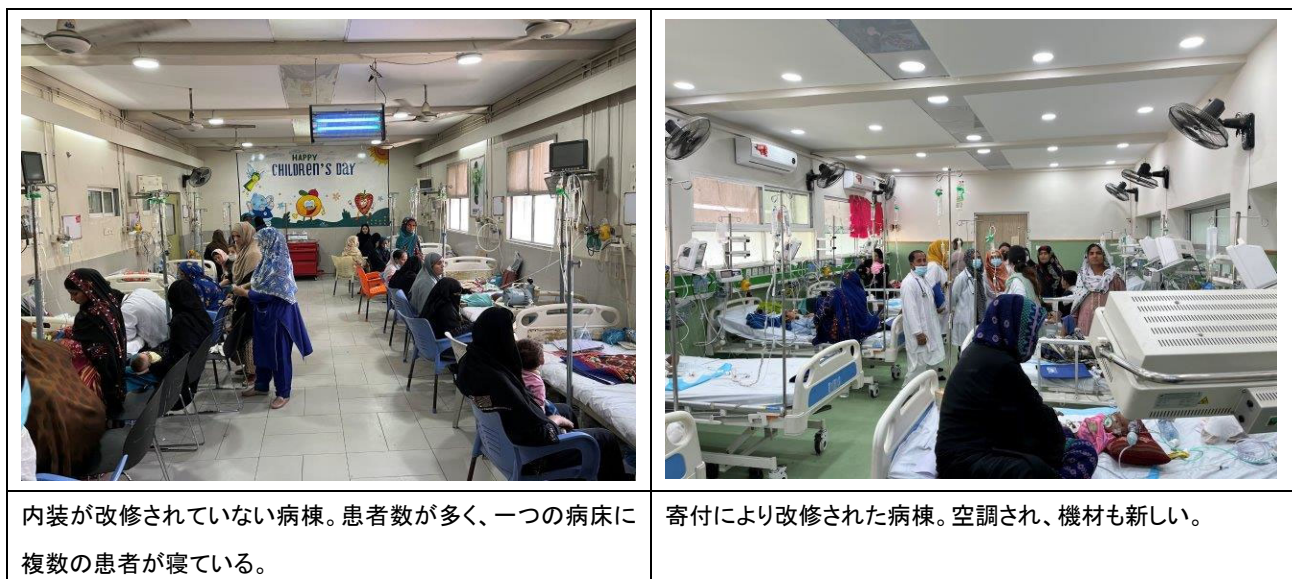 HAPPY
CHILDREN'S DAY
内装が改修されていない病棟。患者数が多く、一つの病床に
複数の患者が寝ている。
寄付により改修された病棟。空調され、機材も新しい。